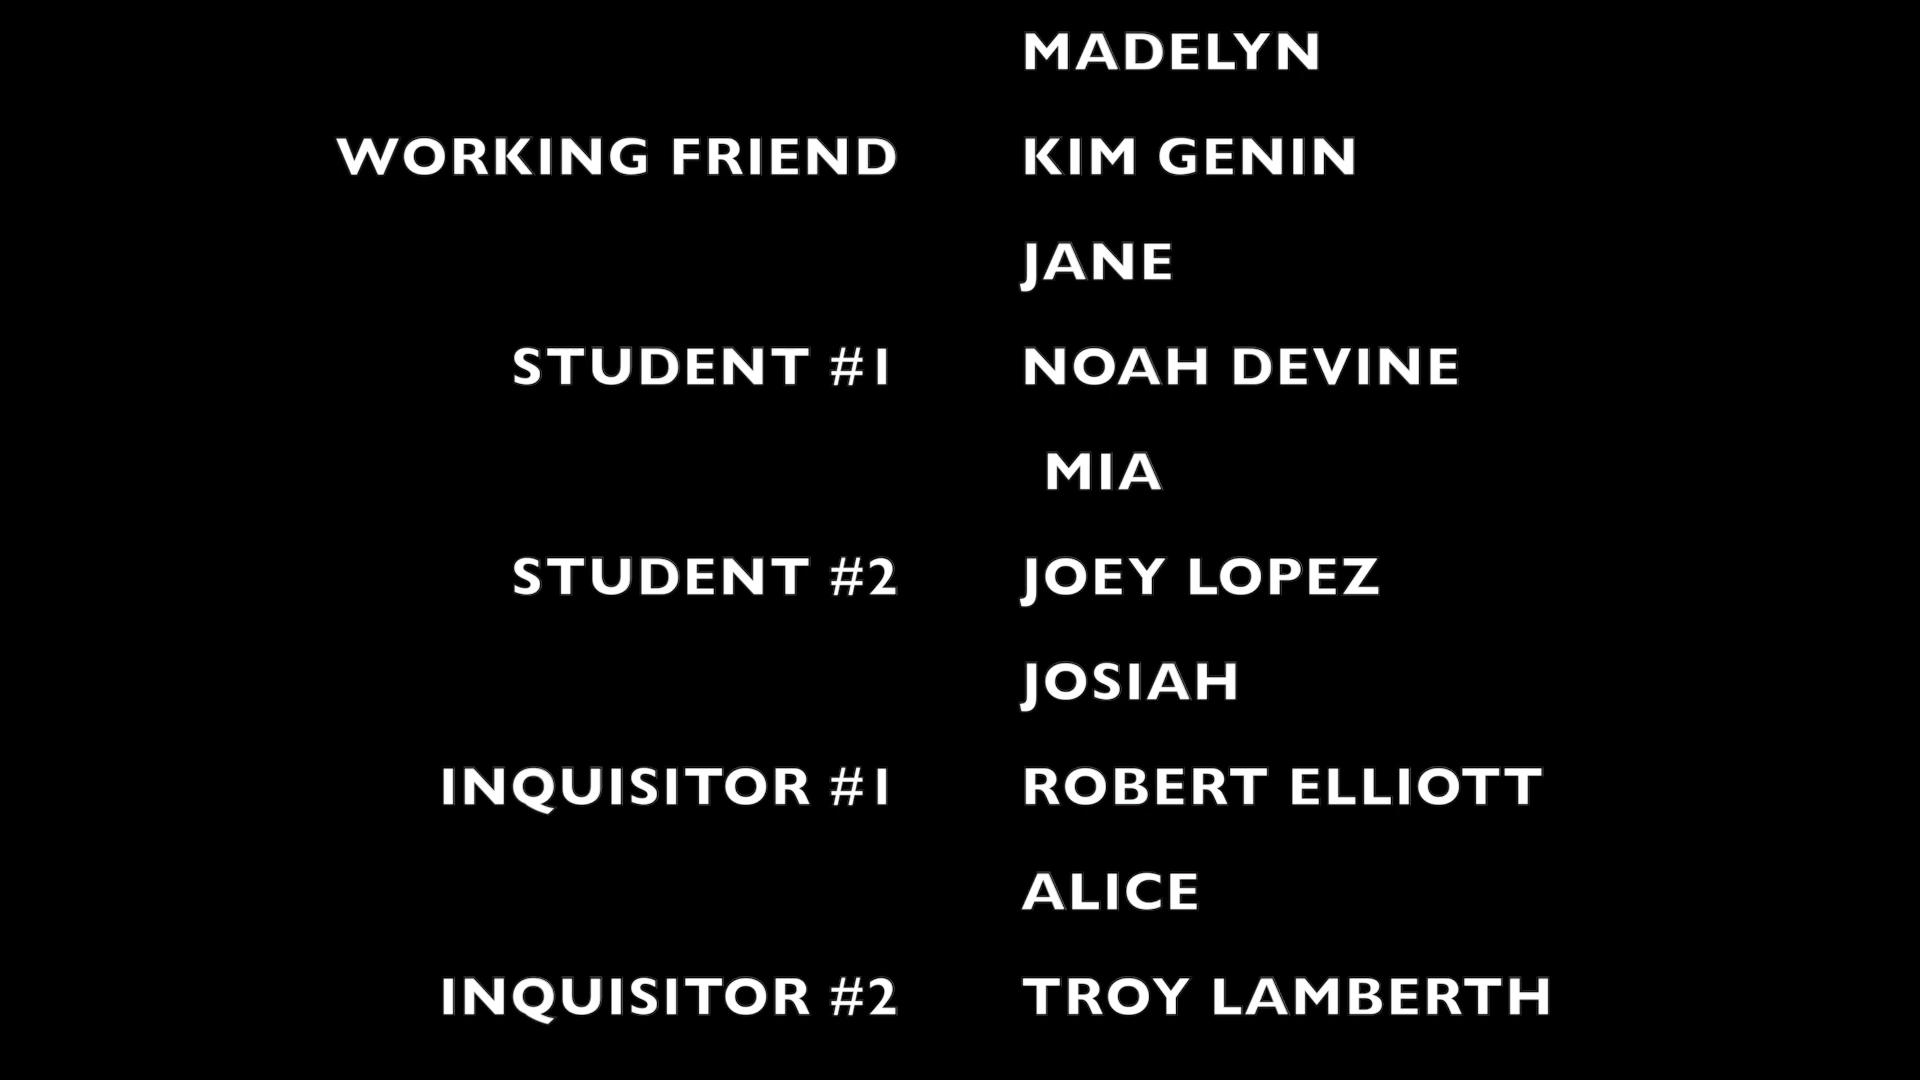 MADELYN
WORKING FRIEND KIM GENIN
JANE
STUDENT #1 NOAH DEVINE
MIA
STUDENT #2 JOEY LOPEZ
JOSIAH
INQUISITOR #1 ROBERT ELLIOTT
ALICE
INQUISITOR #2 TROY LAMBERTH